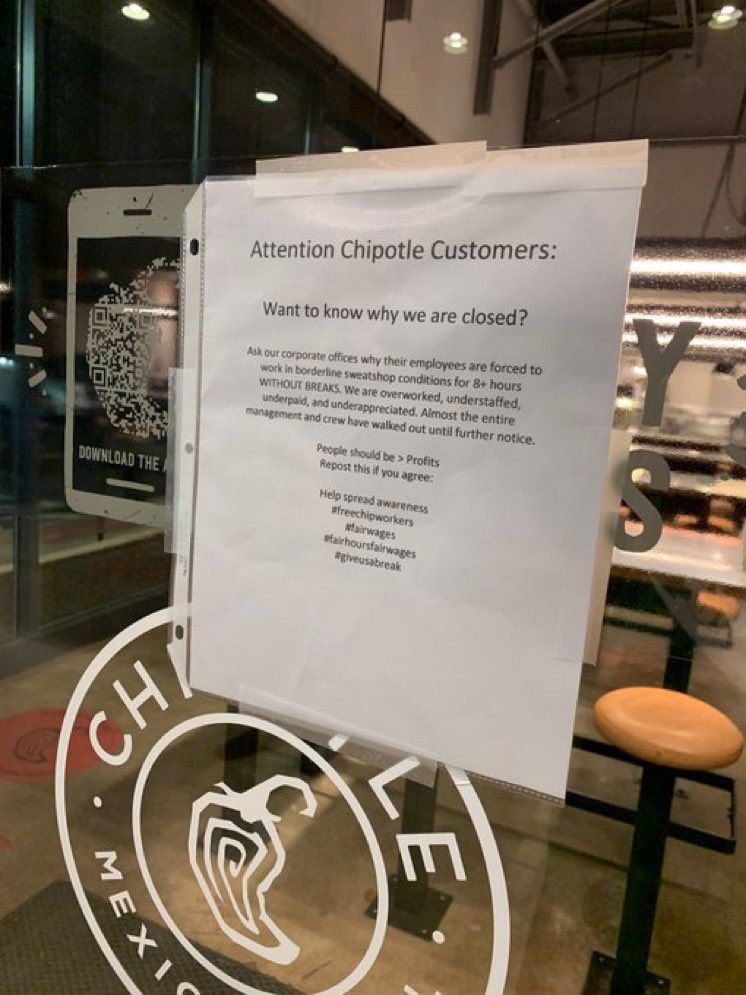 Attention Chipotle Customers:
Want to know why we are closed?
Ask our corporate offices why their employees are forced to
work in borderline sweatshop conditions for 8+ hours
WITHOUT BREAKS. We are overworked, understaffed,
underpaid, and underappreciated. Almost the entire
management and crew have walked out until further notice.
People should be > Profits
Repost this if you agree:
Help spread awareness
#freechipworkers
#fairwages
#fairhoursfairwages
#giveusabreak
DOWNLOAD THE A
Y
S
CHI
LE
MEXIC